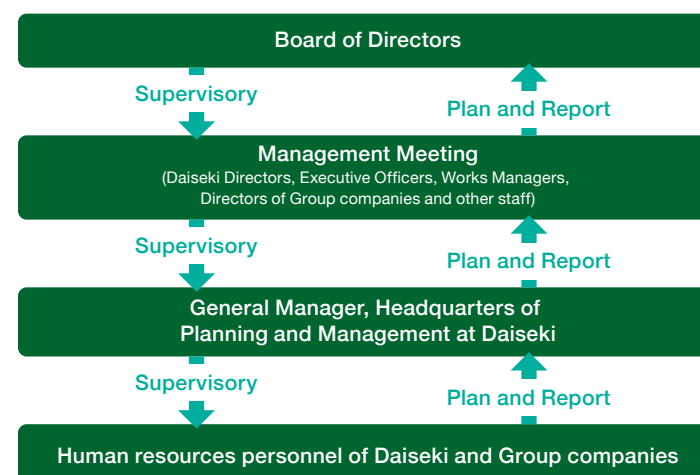 Board of Directors
Supervisory
Plan and Report
Management Meeting
(Daiseki Directors, Executive Officers, Works Managers,
Directors of Group companies and other staff)
Supervisory
Plan and Report
General Manager, Headquarters of
Planning and Management at Daiseki
Supervisory
Plan and Report
Human resources personnel of Daiseki and Group companies